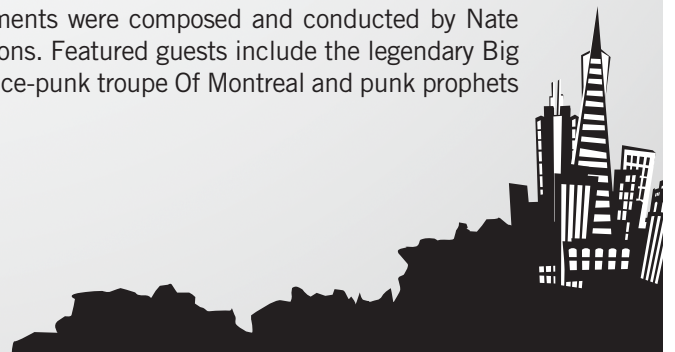 ments were composed and conducted by Nate
ons. Featured guests include the legendary Big
ce-punk troupe Of Montreal and punk prophets